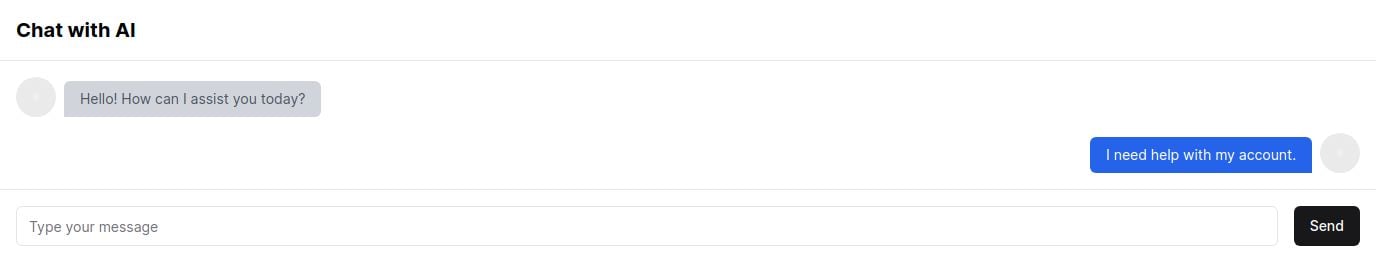 Chat with AI
Hello! How can I assist you today?
I need help with my account.
Type your message
Send